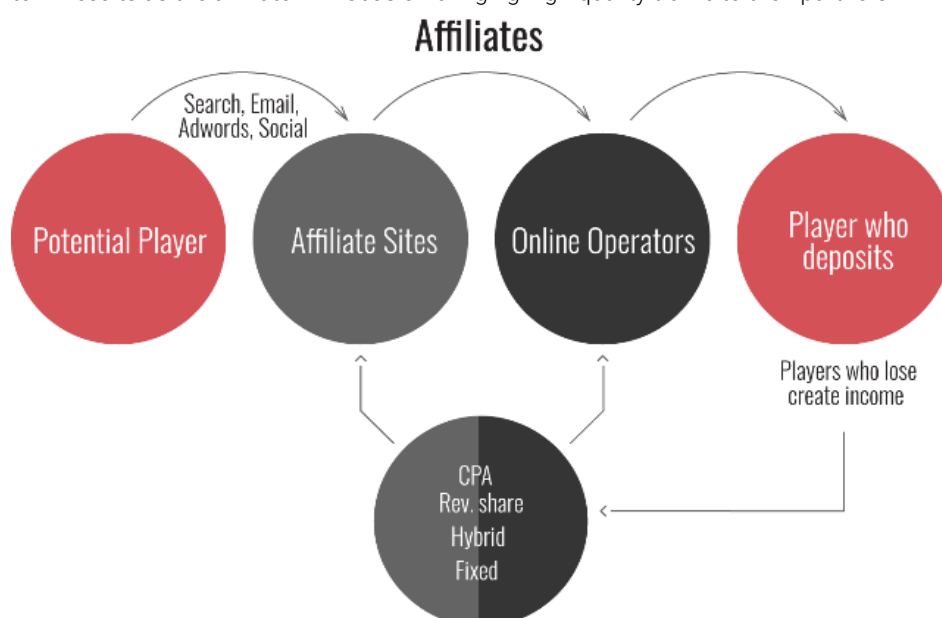 Affiliates
Search, Email,
Adwords, Social
Potential Player
Affiliate Sites
Online Operators
Player who
deposits
Players who lose
create income
CPA
Rev. share
Hybrid
Fixed